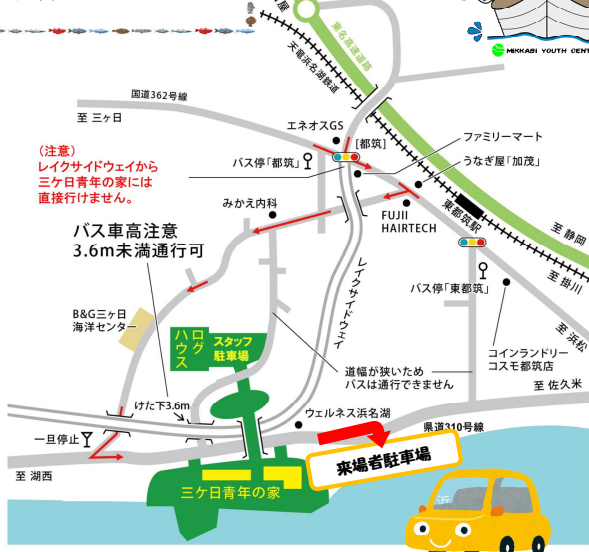 屋
東名高速道路
天竜浜名湖鉄道
MIKKABI YOUTH CENT
国道362号線
至 三ヶ日
エネオスGS
[都筑]
ファミリーマート
バス停「都筑」
うなぎ屋「加茂」
(注意)
レイクサイドウェイから
三ケ日青年の家には
直接行けません。
みかえ内科
FUJII
HAIRTECH
東都筑駅
至 静岡
バス車高注意
3.6m未満通行可
至 掛川
レイクサイドウェイ
バス停「東都筑」
至 浜松
B&G三ヶ日
海洋センター
ログ
ハウス
スタッフ
駐車場
道幅が狭いため
バスは通行できません
コインランドリー
コスモ都筑店
至 佐久米
けた下3.6m
ウェルネス浜名湖
県道310号線
一旦停止
来場者駐車場
至 湖西
三ケ日青年の家
浜